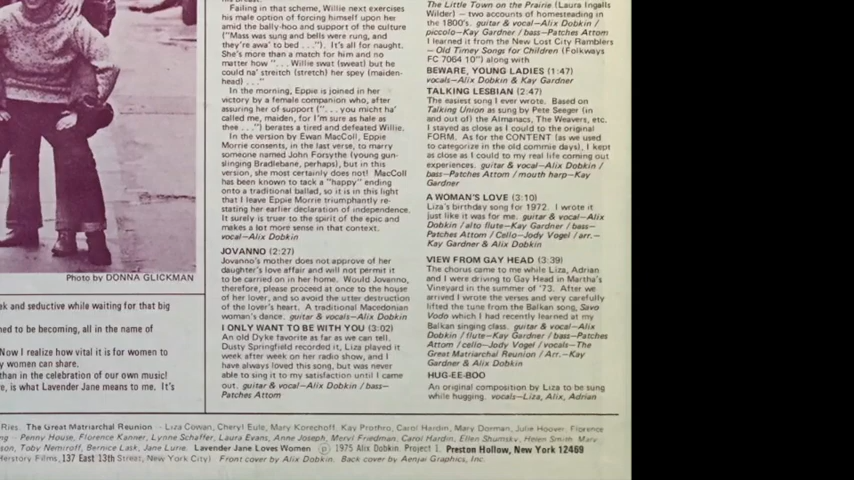 Failing in that scheme, Willie next exercises
his male option of forcing himself upon her
amid the bally-hoo and support of the culture
("Mass was sung and bells were rung, and
they're awa' to bed . . ."). It's all for naught.
She's more than a match for him and no
matter how ". . . Willie swat (sweat) but he
could na' stretch (stretch) her spey (maiden-
head) . . ."
In the morning, Eppie is joined in her
victory by a female companion who, after
assuring her of support (". . . you micht ha'
called me, maiden, for I'm sure as hale as
thee . . .") berates a tired and defeated Willie.
In the version by Ewan MacColl, Eppie
Morrie consents, in the last verse, to marry
someone named John Forsythe (young gun-
slinging Bradlebane, perhaps), but in this
version, she most certainly does not! MacColl
has been known to tack a "happy" ending
onto a traditional ballad, so it is in this light
that I leave Eppie Morrie triumphantly re-
stating her earlier declaration of independence.
It surely is truer to the spirit of the epic and
makes a lot more sense in that context.
vocal—Alix Dobkin
JOVANNO (2:27)
Jovanno's mother does not approve of her
daughter's love affair and will not permit it
to be carried on in her home. Would Jovanno,
therefore, please proceed at once to the house
of her lover, and so avoid the utter destruction
of the lover's heart. A traditional Macedonian
woman's dance. guitar & vocals—Alix Dobkin
I ONLY WANT TO BE WITH YOU (3:02)
An old Dyke favorite as far as we can tell.
Dusty Springfield recorded it, Liza played it
week after week on her radio show, and I
have always loved this song, but was never
able to sing it to my satisfaction until I came
out. guitar & vocal—Alix Dobkin / bass—
Patches Attom
The Little Town on the Prairie (Laura Ingalls
Wilder) — two accounts of homesteading in
the 1800's. guitar & vocal—Alix Dobkin /
piccolo—Kay Gardner / bass—Patches Attom
I learned it from the New Lost City Ramblers
— Old Timey Songs for Children (Folkways
FC 7064 10") along with
BEWARE, YOUNG LADIES (1:47)
vocals—Alix Dobkin & Kay Gardner
TALKING LESBIAN (2:47)
The easiest song I ever wrote. Based on
Talking Union as sung by Pete Seeger (in
and out of) the Almanacs, The Weavers, etc.
I stayed as close as I could to the original
FORM. As for the CONTENT (as we used
to categorize in the old commie days), I kept
as close as I could to my real life coming out
experiences. guitar & vocal—Alix Dobkin /
bass—Patches Attom / mouth harp—Kay
Gardner
A WOMAN'S LOVE (3:10)
Liza's birthday song for 1972. I wrote it
just like it was for me. guitar & vocal—Alix
Dobkin / alto flute—Kay Gardner / bass—
Patches Attom / Cello—Jody Vogel / arr.—
Kay Gardner & Alix Dobkin
VIEW FROM GAY HEAD (3:39)
The chorus came to me while Liza, Adrian
and I were driving to Gay Head in Martha's
Vineyard in the summer of '73. After we
arrived I wrote the verses and very carefully
lifted the tune from the Balkan song, Savo
Vodo which I had recently learned at my
Balkan singing class. guitar & vocal—Alix
Dobkin / flute—Kay Gardner / bass—Patches
Attom / cello—Jody Vogel / vocals—The
Great Matriarchal Reunion / Arr.—Kay
Gardner & Alix Dobkin
HUG-EE-BOO
An original composition by Liza to be sung
while hugging. vocals—Liza, Alix, Adrian
Photo by DONNA GLICKMAN
ek and seductive while waiting for that big
ned to be becoming, all in the name of
Now I realize how vital it is for women to
y women can share.
than in the celebration of our own music!
e, is what Lavender Jane means to me. It's
Ries. The Great Matriarchal Reunion - Liza Cowan, Cheryl Eule, Mary Korechoff, Kay Prothro, Carol Hardin, Mary Dorman, Julie Hoover, Florence
ng - Penny House, Florence Kanner, Lynne Schaffer, Laura Evans, Anne Joseph, Meryl Friedman, Carol Hardin, Ellen Shumsky, Helen Smith, Mary
son, Toby Nemiroff, Bernice Lask, Jane Lurie. Lavender Jane Loves Women ℗ 1975 Alix Dobkin. Project 1, Preston Hollow, New York 12469
Herstory Films, 137 East 13th Street, New York City) Front cover by Alix Dobkin. Back cover by Aenjai Graphics, Inc.